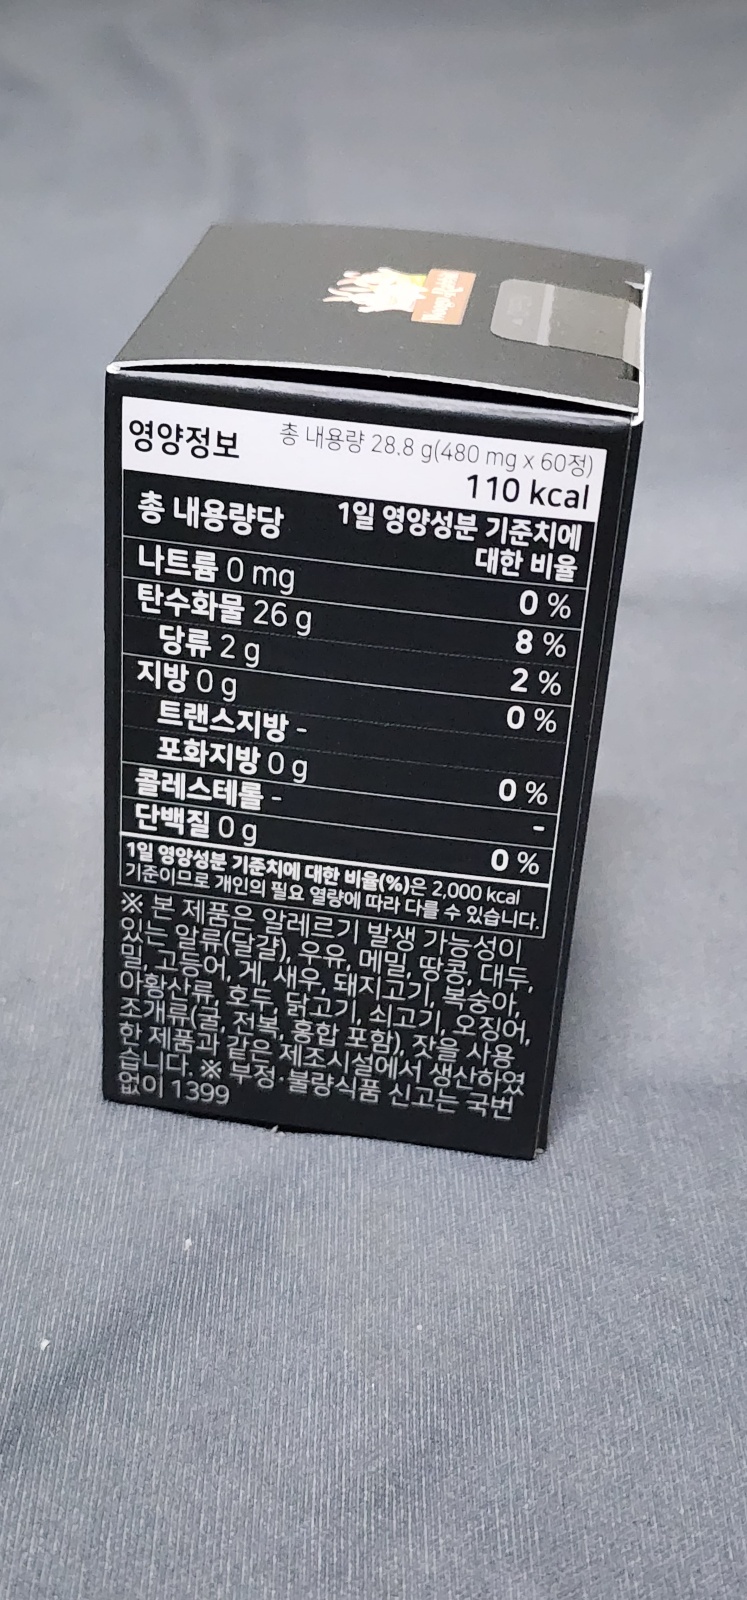 영양정보
총 내용량 28.8 g(480 mg x 60정)
110 kcal
총 내용량당
1일 영양성분 기준치에
대한 비율
나트륨 0 mg 0 %
탄수화물 26 g 8 %
당류 2 g 2 %
지방 0 g 0 %
트랜스지방 -
포화지방 0 g 0 %
콜레스테롤 - -
단백질 0 g 0 %
1일 영양성분 기준치에 대한 비율(%)은 2,000 kcal
기준이므로 개인의 필요 열량에 따라 다를 수 있습니다.
※ 본 제품은 알레르기 발생 가능성이
있는 알류(달걀), 우유, 메밀, 땅콩, 대두,
밀, 고등어, 게, 새우, 돼지고기, 복숭아,
아황산류, 호두, 닭고기, 쇠고기, 오징어,
조개류(굴, 전복, 홍합 포함), 잣을 사용
한 제품과 같은 제조시설에서 생산하였
습니다. ※ 부정·불량식품 신고는 국번
없이 1399